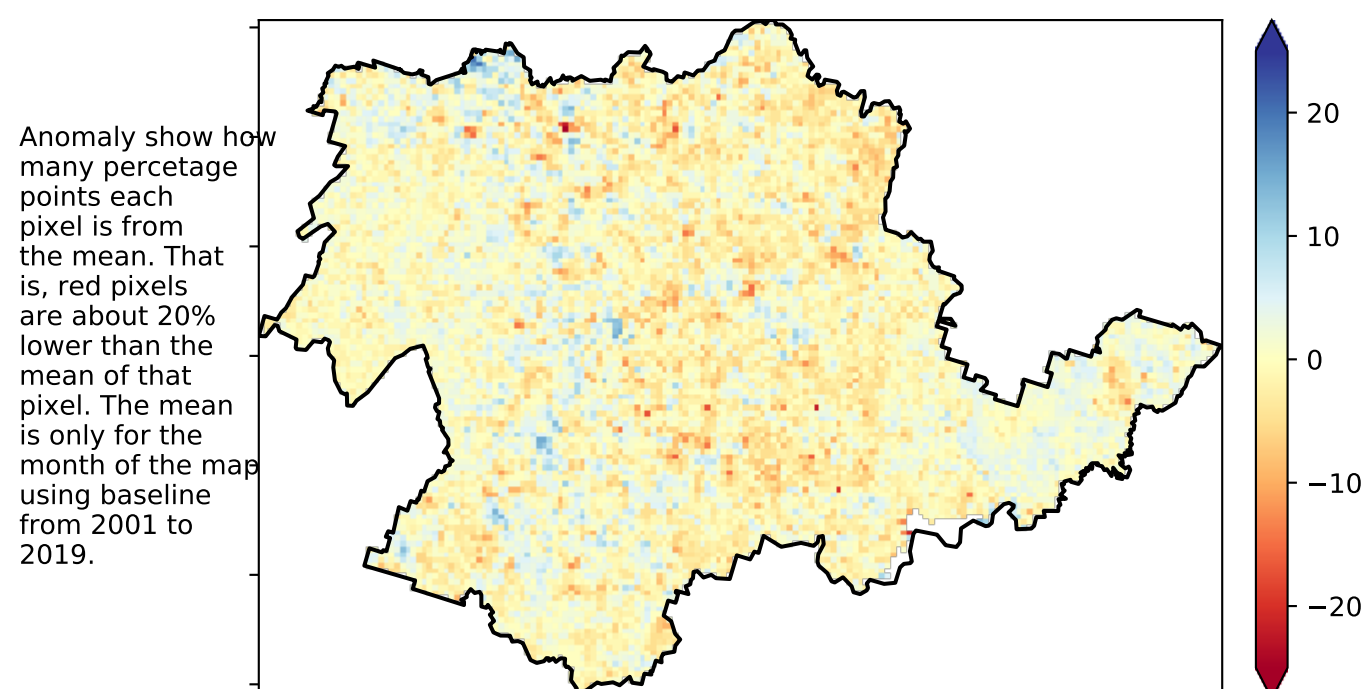 Anomaly show how
many percetage
points each
pixel is from
the mean. That
is, red pixels
are about 20%
lower than the
mean of that
pixel. The mean
is only for the
month of the map
using baseline
from 2001 to
2019.
20
10
0
−10
−20